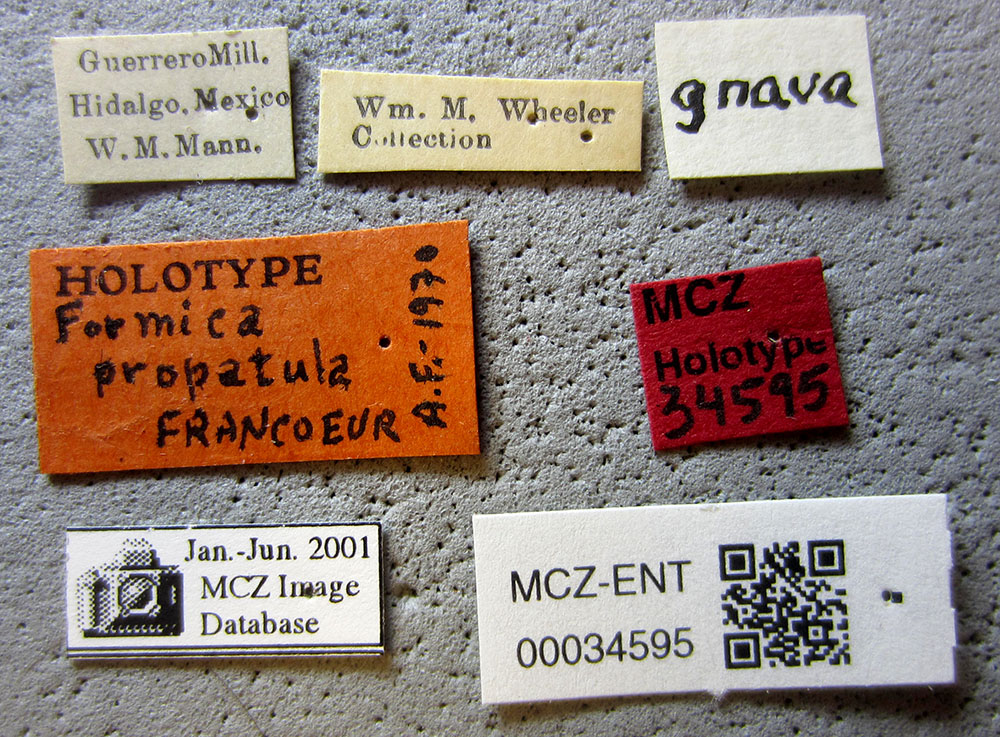 GuerreroMill.
Hidalgo, Mexico
W.M.Mann.
Wm. M. Wheeler
Collection
gnava
HOLOTYPE
Formica
propatula
FRANCOEUR
A.F.-1970
MCZ
Holotype
34595
Jan.-Jun. 2001
MCZ Image
Database
MCZ-ENT
00034595